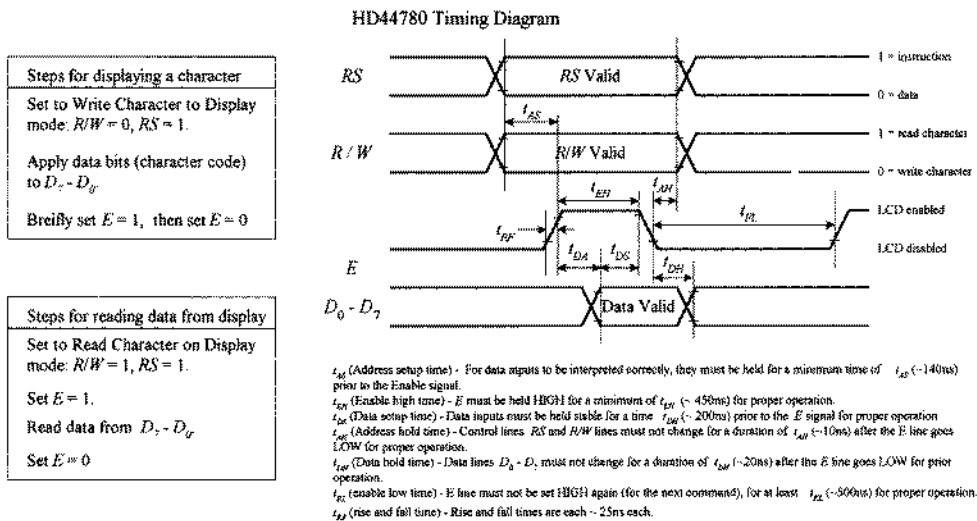 HD44780 Timing Diagram
Steps for displaying a character
Set to Write Character to Display
mode: R/W = 0, RS = 1.
Apply data bits (character code)
to D7 - D0
Breifly set E = 1, then set E = 0
Steps for reading data from display
Set to Read Character on Display
mode: R/W = 1, RS = 1.
Set E = 1.
Read data from D7 - D0
Set E = 0
RS
RS Valid
1 = instruction
0 = data
tAS
R / W
R/W Valid
1 = read character
0 = write character
tEH
tAH
tRF
tEL
LCD enabled
LCD disabled
E
tDA
tDS
tDH
D0 - D7
Data Valid
tAS (Address setup time) - For data inputs to be interpreted correctly, they must be held for a minimum time of tAS (~140ns)
prior to the Enable signal.
tEH (Enable high time) - E must be held HIGH for a minimum of tEH (~ 450ns) for proper operation.
(Data setup time) - Data inputs must be held stable for a time (~ 200ns) prior to the E signal for proper operation
tAH (Address hold time) - Control lines RS and R/W lines must not change for a duration of tAH (~10ns) after the E line goes
LOW for proper operation.
tDH (Data hold time) - Data lines D0 - D7 must not change for a duration of tDH (~20ns) after the E line goes LOW for prior
operation.
tEL (enable low time) - E line must not be set HIGH again (for the next command), for at least tEL (~500ns) for proper operation.
tRF (rise and fall time) - Rise and fall times are each ~ 25ns each.